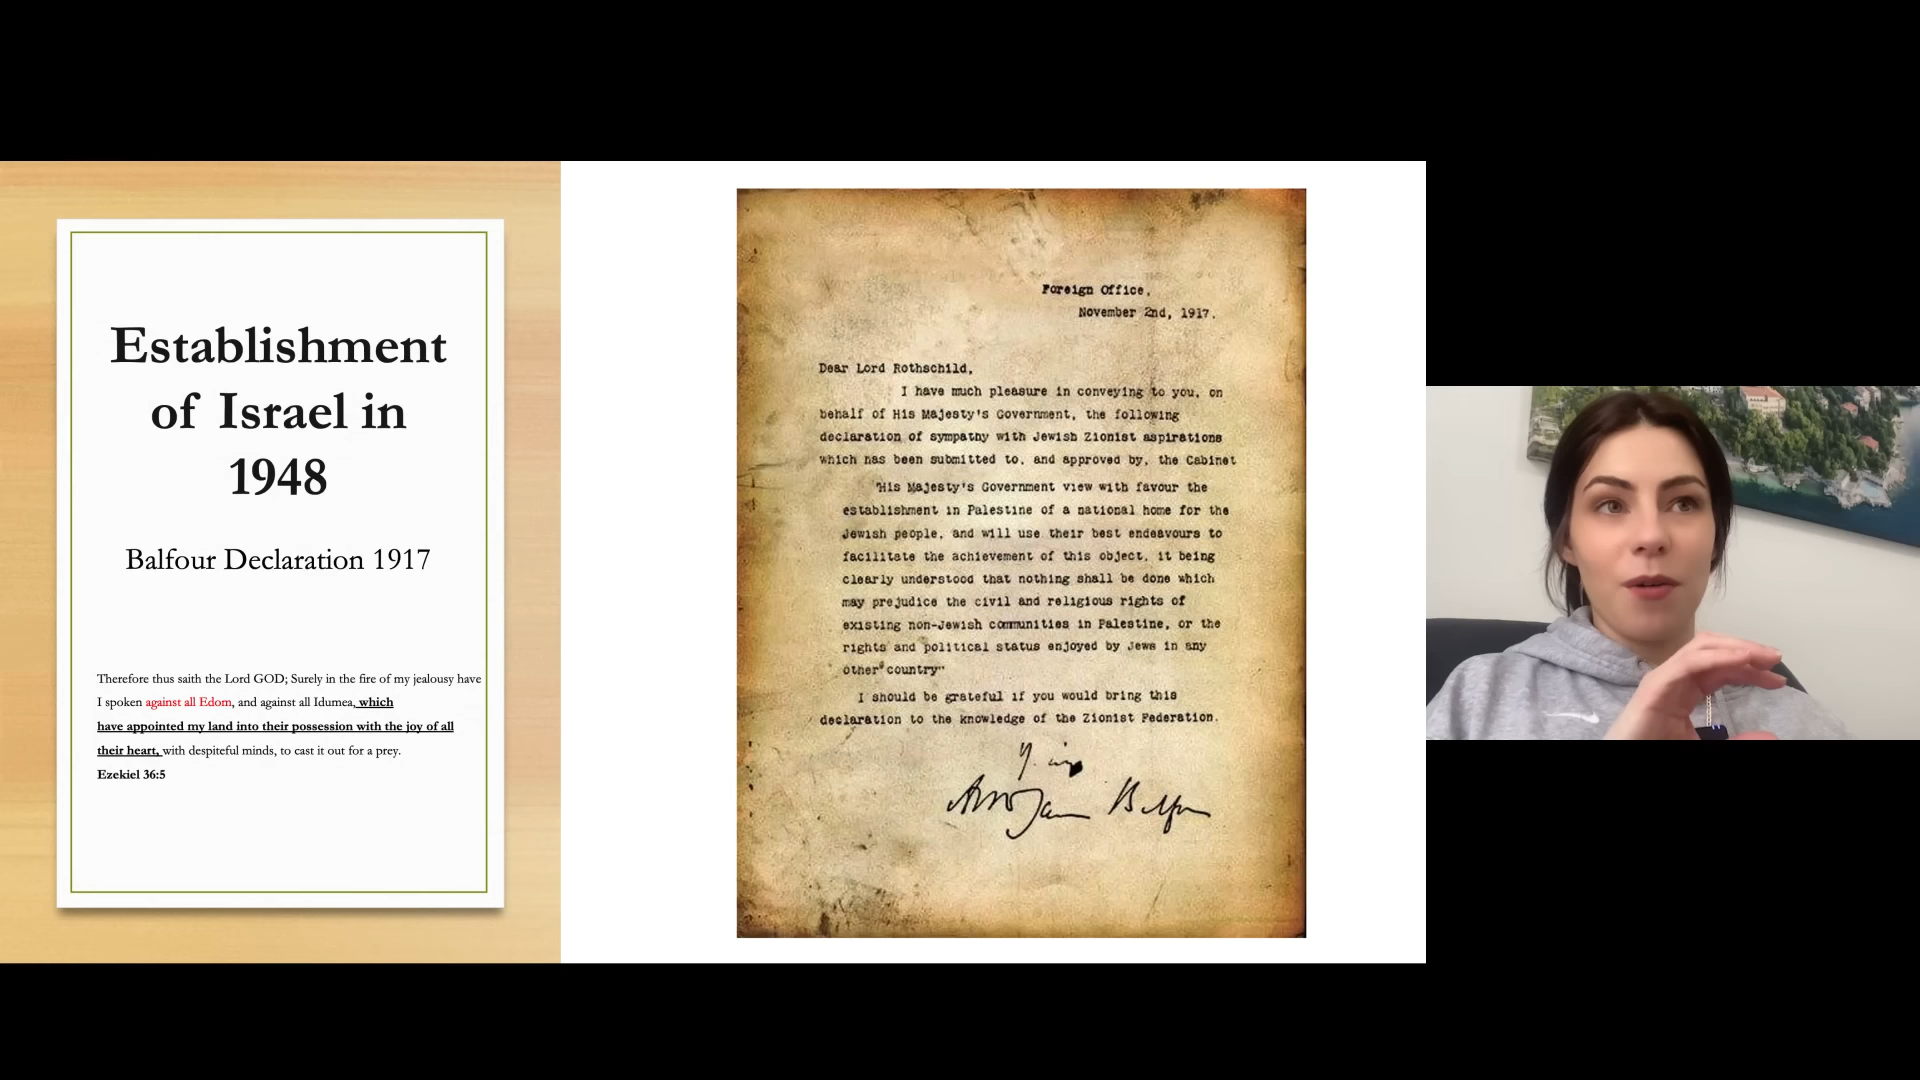 Establishment
of Israel in
1948
Balfour Declaration 1917
Therefore thus saith the Lord GOD; Surely in the fire of my jealousy have
I spoken against all Edom, and against all Idumea, which
have appointed my land into their possession with the joy of all
their heart, with despiteful minds, to cast it out for a prey.
Ezekiel 36:5
Foreign Office,
November 2nd, 1917.
Dear Lord Rothschild,
I have much pleasure in conveying to you, on
behalf of His Majesty's Government, the following
declaration of sympathy with Jewish Zionist aspirations
which has been submitted to, and approved by, the Cabinet
"His Majesty's Government view with favour the
establishment in Palestine of a national home for the
Jewish people, and will use their best endeavours to
facilitate the achievement of this object, it being
clearly understood that nothing shall be done which
may prejudice the civil and religious rights of
existing non-Jewish communities in Palestine, or the
rights and political status enjoyed by Jews in any
other country"
I should be grateful if you would bring this
declaration to the knowledge of the Zionist Federation.